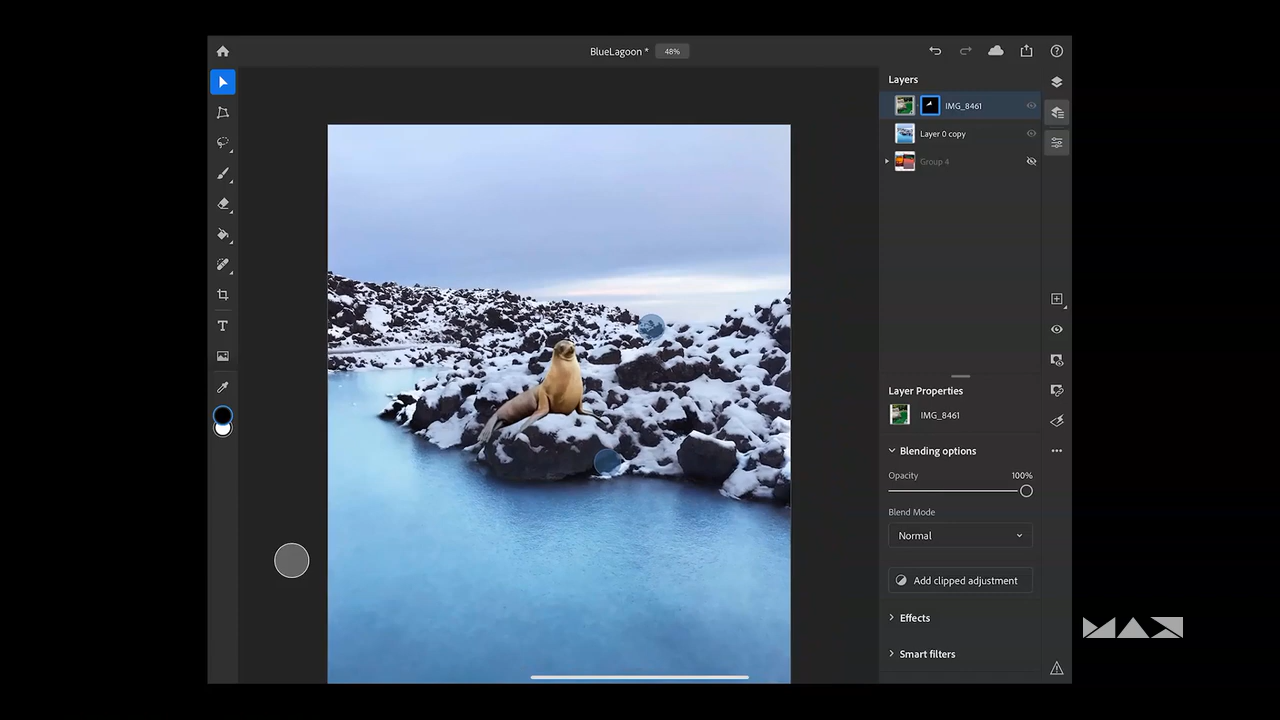 BlueLagoon * 48%
Layers
IMG_8461
Layer 0 copy
Group 4
Layer Properties
IMG_8461
Blending options
Opacity 100%
Blend Mode
Normal
Add clipped adjustment
Effects
Smart filters
T
MAX